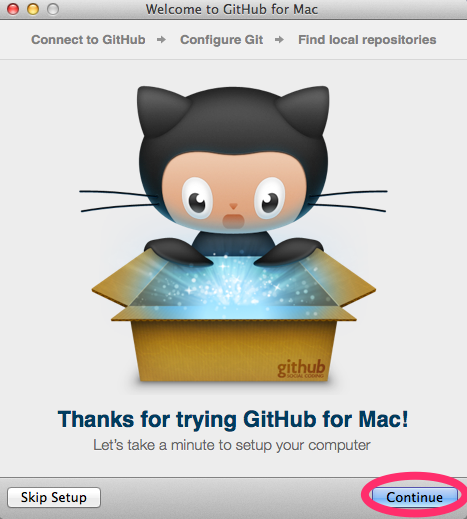 Welcome to GitHub for Mac
Connect to GitHub → Configure Git → Find local repositories
github
SOCIAL CODING
Thanks for trying GitHub for Mac!
Let's take a minute to setup your computer
Skip Setup
Continue